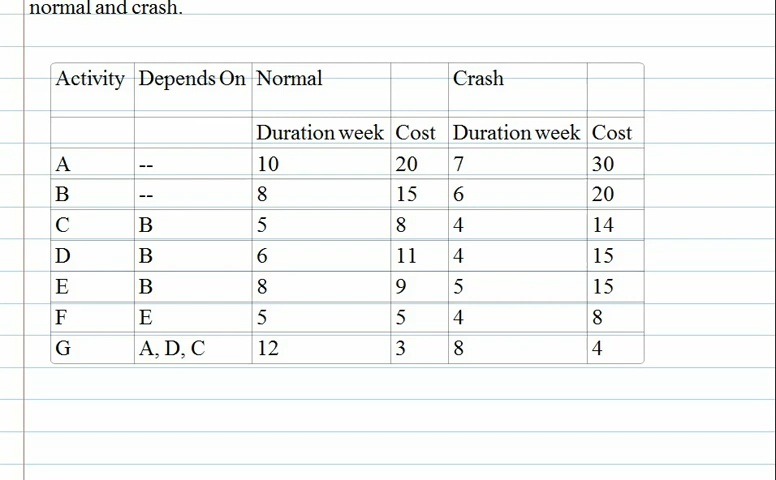 normal and crash.
Activity Depends On Normal Crash
Duration week Cost Duration week Cost
A -- 10 20 7 30
B -- 8 15 6 20
C B 5 8 4 14
D B 6 11 4 15
E B 8 9 5 15
F E 5 5 4 8
G A, D, C 12 3 8 4